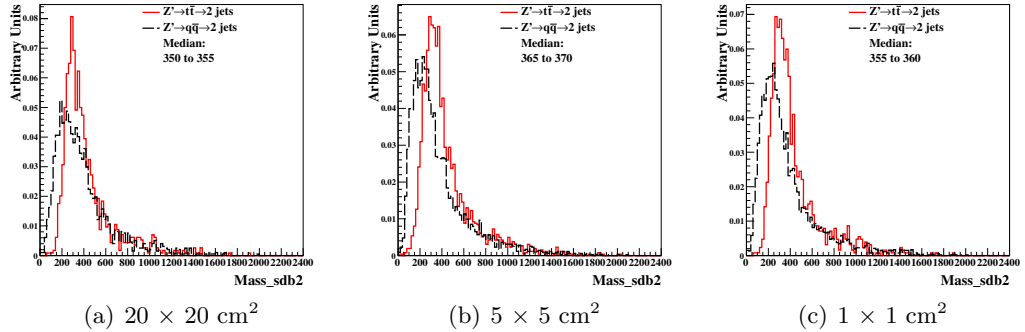 Arbitrary Units
0.08
0.07
0.06
0.05
0.04
0.03
0.02
0.01
0
Z'→tt̄→2 jets
Z'→qq̄→2 jets
Median:
350 to 355
0 200 400 600 800 1000 1200 1400 1600 1800 2000 2200 2400
Mass_sdb2
(a) 20 × 20 cm²
Arbitrary Units
0.06
0.05
0.04
0.03
0.02
0.01
0
Z'→tt̄→2 jets
Z'→qq̄→2 jets
Median:
365 to 370
0 200 400 600 800 1000 1200 1400 1600 1800 2000 2200 2400
Mass_sdb2
(b) 5 × 5 cm²
Arbitrary Units
0.07
0.06
0.05
0.04
0.03
0.02
0.01
0
Z'→tt̄→2 jets
Z'→qq̄→2 jets
Median:
355 to 360
0 200 400 600 800 1000 1200 1400 1600 1800 2000 2200 2400
Mass_sdb2
(c) 1 × 1 cm²